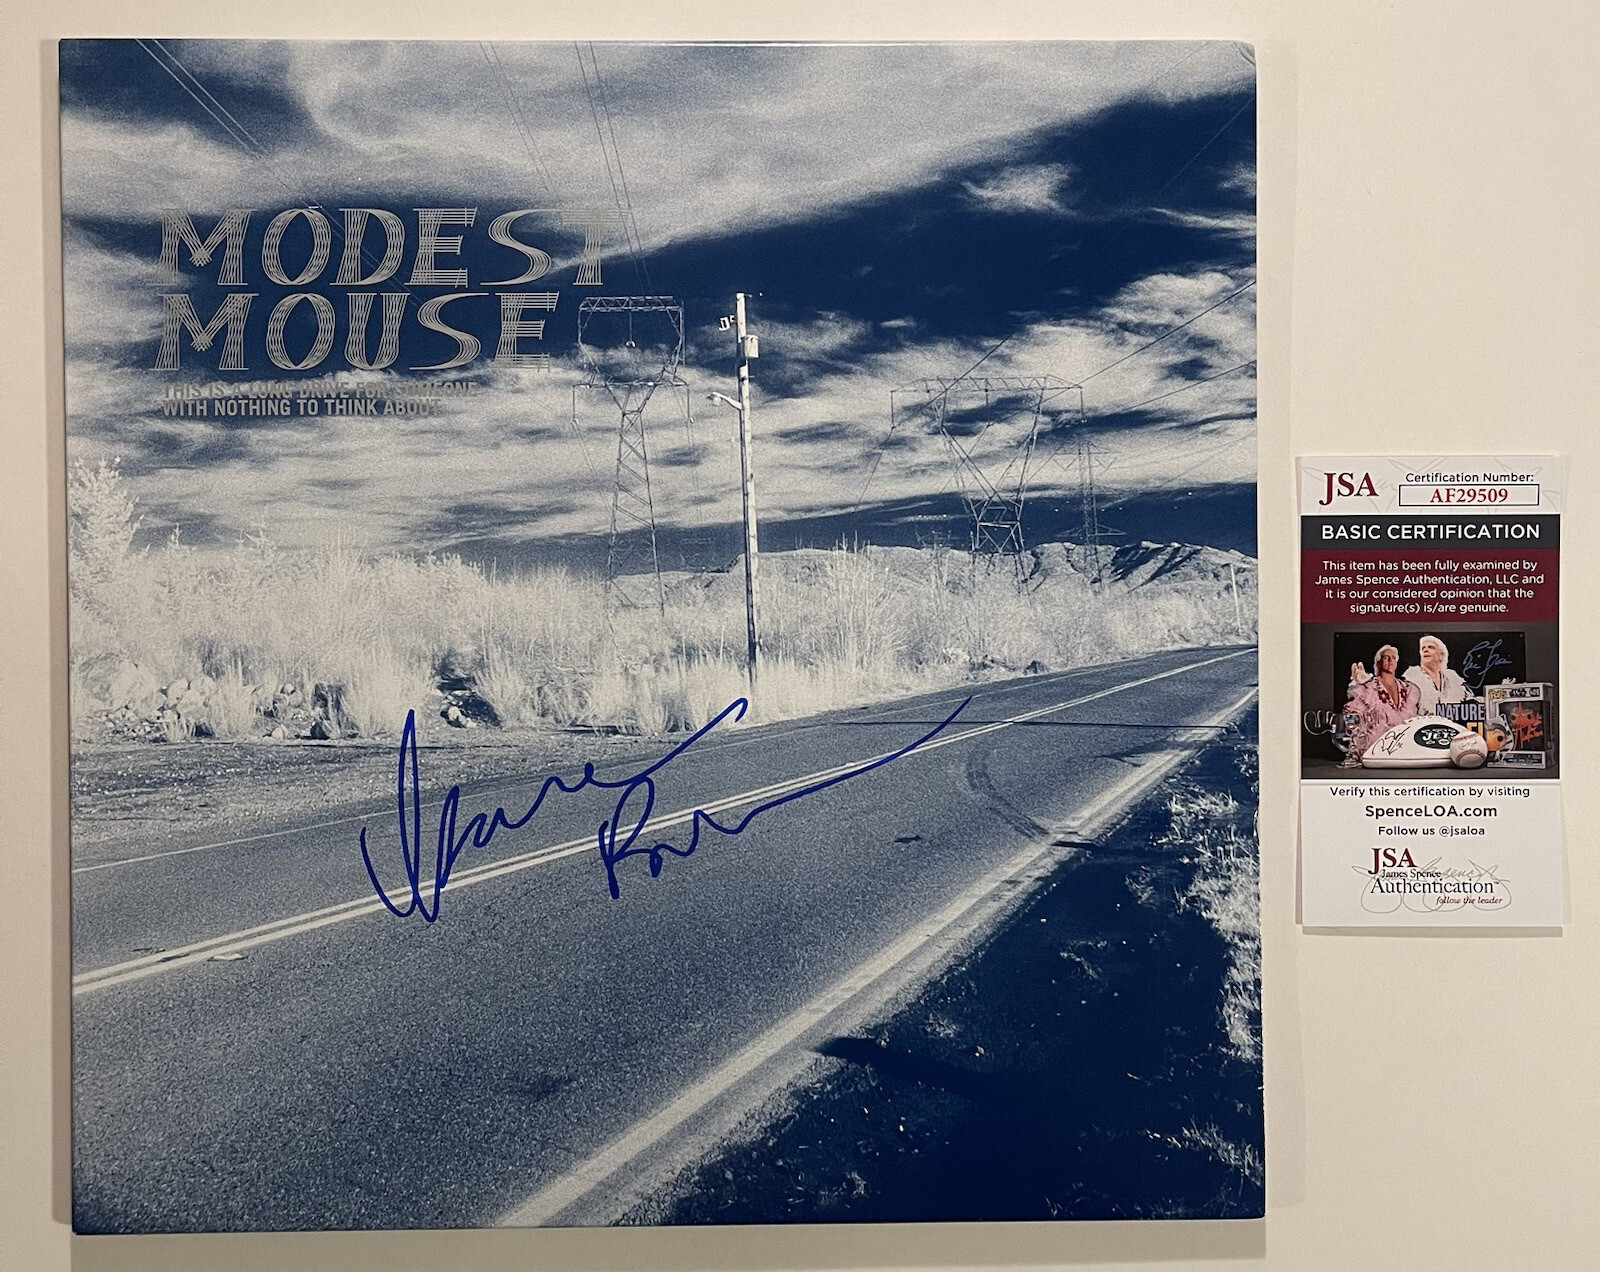 MODEST
MOUSE
THIS IS A LONG DRIVE FOR SOMEONE
WITH NOTHING TO THINK ABOUT
JSA
Certification Number:
AF29509
BASIC CERTIFICATION
This item has been fully examined by
James Spence Authentication, LLC and
it is our considered opinion that the
signature(s) is/are genuine.
NATURE
JETS
Verify this certification by visiting
SpenceLOA.com
Follow us @jsaloa
JSA
James Spence
Authentication™
follow the leader